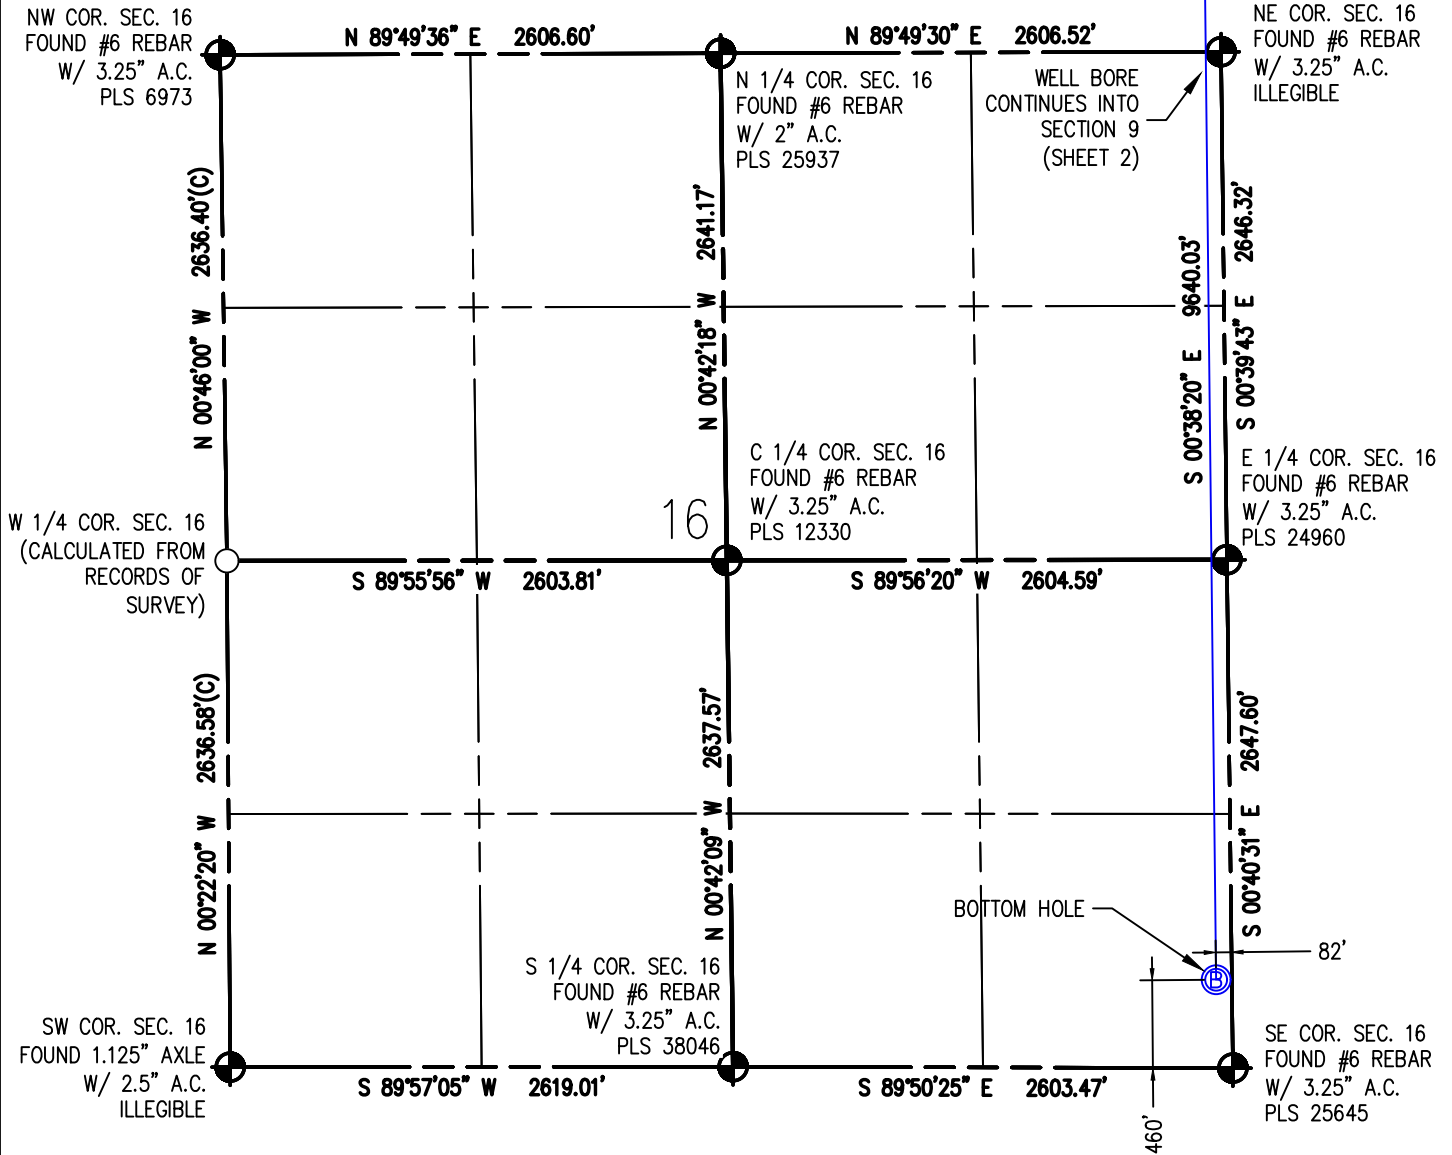 NW COR. SEC. 16
FOUND #6 REBAR
W/ 3.25" A.C.
PLS 6973
N 89°49'36" E 2606.60'
N 89°49'30" E 2606.52'
NE COR. SEC. 16
FOUND #6 REBAR
W/ 3.25" A.C.
ILLEGIBLE
N 1/4 COR. SEC. 16
FOUND #6 REBAR
W/ 2" A.C.
PLS 25937
WELL BORE
CONTINUES INTO
SECTION 9
(SHEET 2)
N 00°46'00" W 2636.40'(C)
N 00°42'18" W 2641.17'
S 00°38'20" E 9640.03'
S 00°39'43" E 2646.32'
C 1/4 COR. SEC. 16
FOUND #6 REBAR
W/ 3.25" A.C.
PLS 12330
E 1/4 COR. SEC. 16
FOUND #6 REBAR
W/ 3.25" A.C.
PLS 24960
16
W 1/4 COR. SEC. 16
(CALCULATED FROM
RECORDS OF
SURVEY)
S 89°55'56" W 2603.81'
S 89°56'20" W 2604.59'
N 00°22'20" W 2636.58'(C)
N 00°42'09" W 2637.57'
S 00°40'31" E 2647.60'
BOTTOM HOLE
82'
B
S 1/4 COR. SEC. 16
FOUND #6 REBAR
W/ 3.25" A.C.
PLS 38046
SW COR. SEC. 16
FOUND 1.125" AXLE
W/ 2.5" A.C.
ILLEGIBLE
SE COR. SEC. 16
FOUND #6 REBAR
W/ 3.25" A.C.
PLS 25645
S 89°57'05" W 2619.01'
S 89°50'25" E 2603.47'
460'